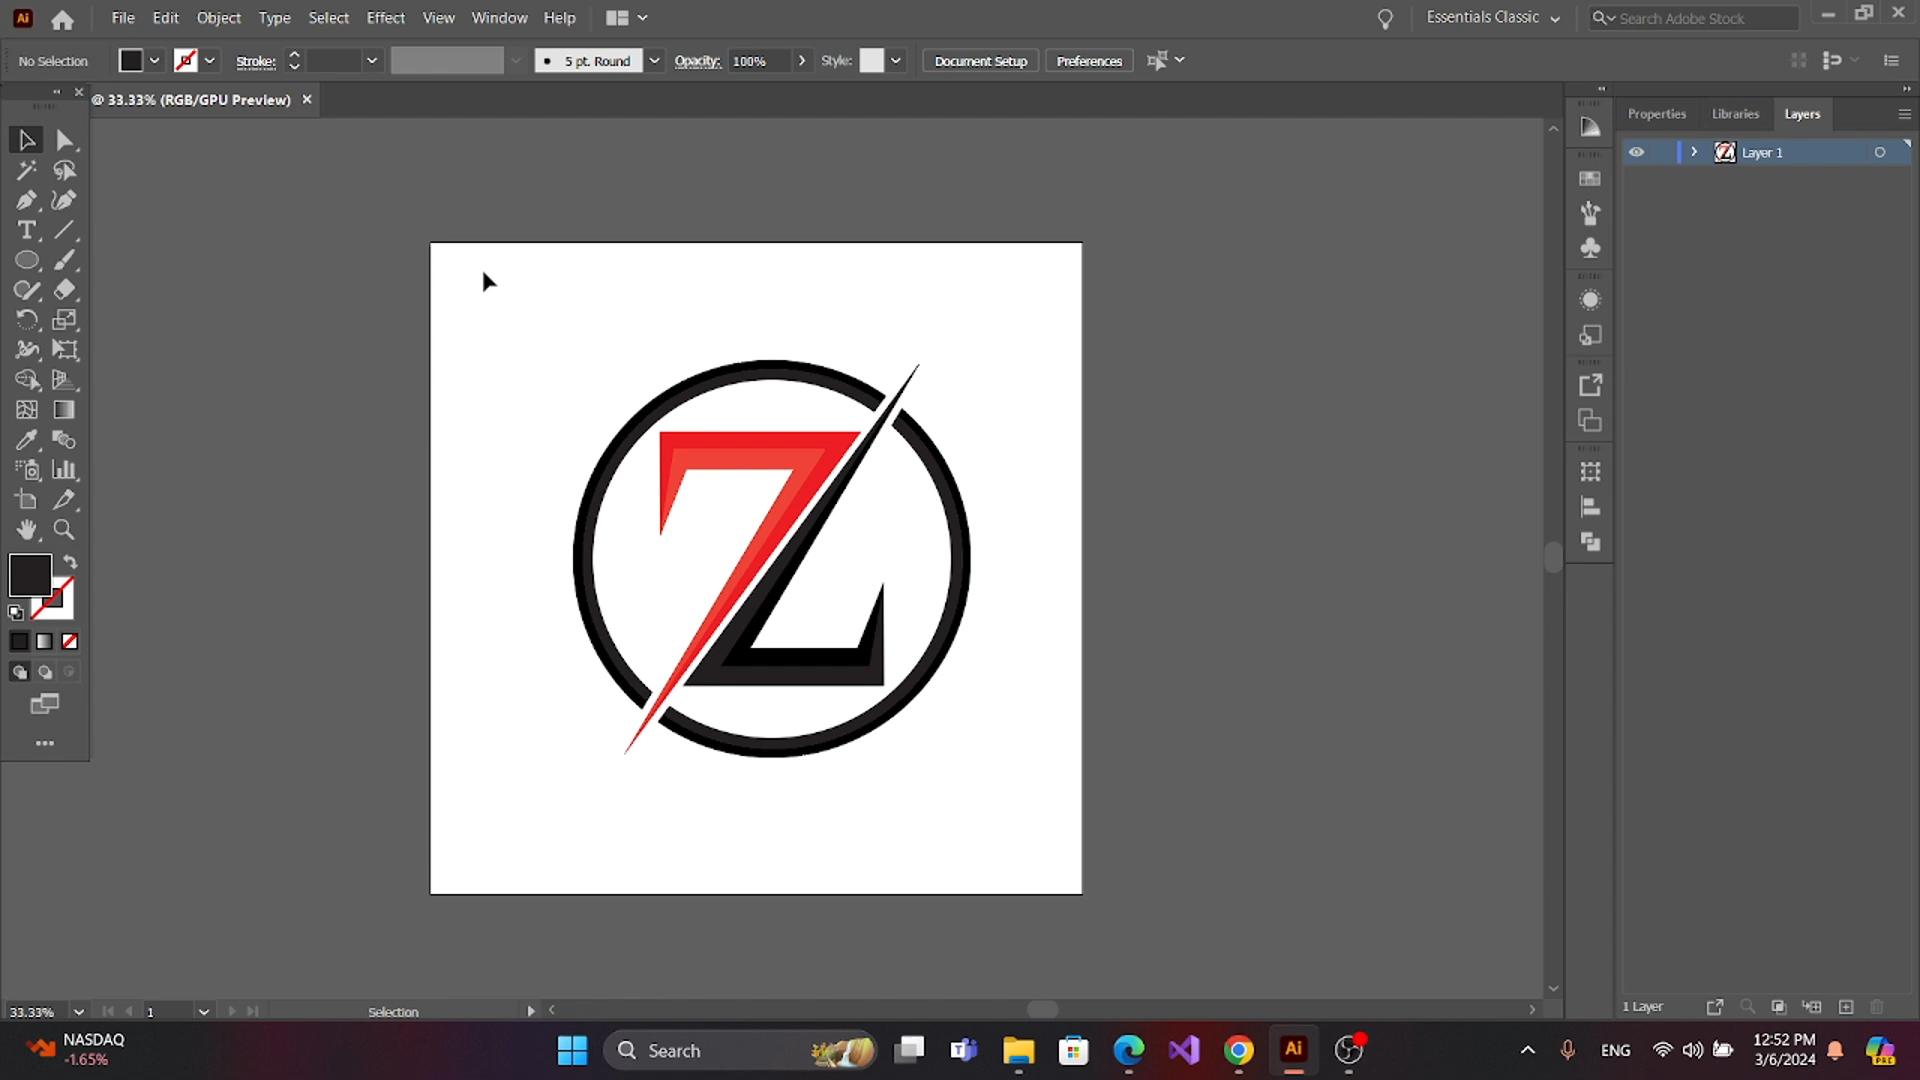 Ai File Edit Object Type Select Effect View Window Help Essentials Classic Search Adobe Stock
No Selection Stroke: 5 pt. Round Opacity: 100% Style: Document Setup Preferences
@ 33.33% (RGB/GPU Preview)
Properties Libraries Layers
Layer 1
Z
33.33% 1 Selection
1 Layer
NASDAQ
-1.65%
Search
Ai
ENG
12:52 PM
3/6/2024
PRE